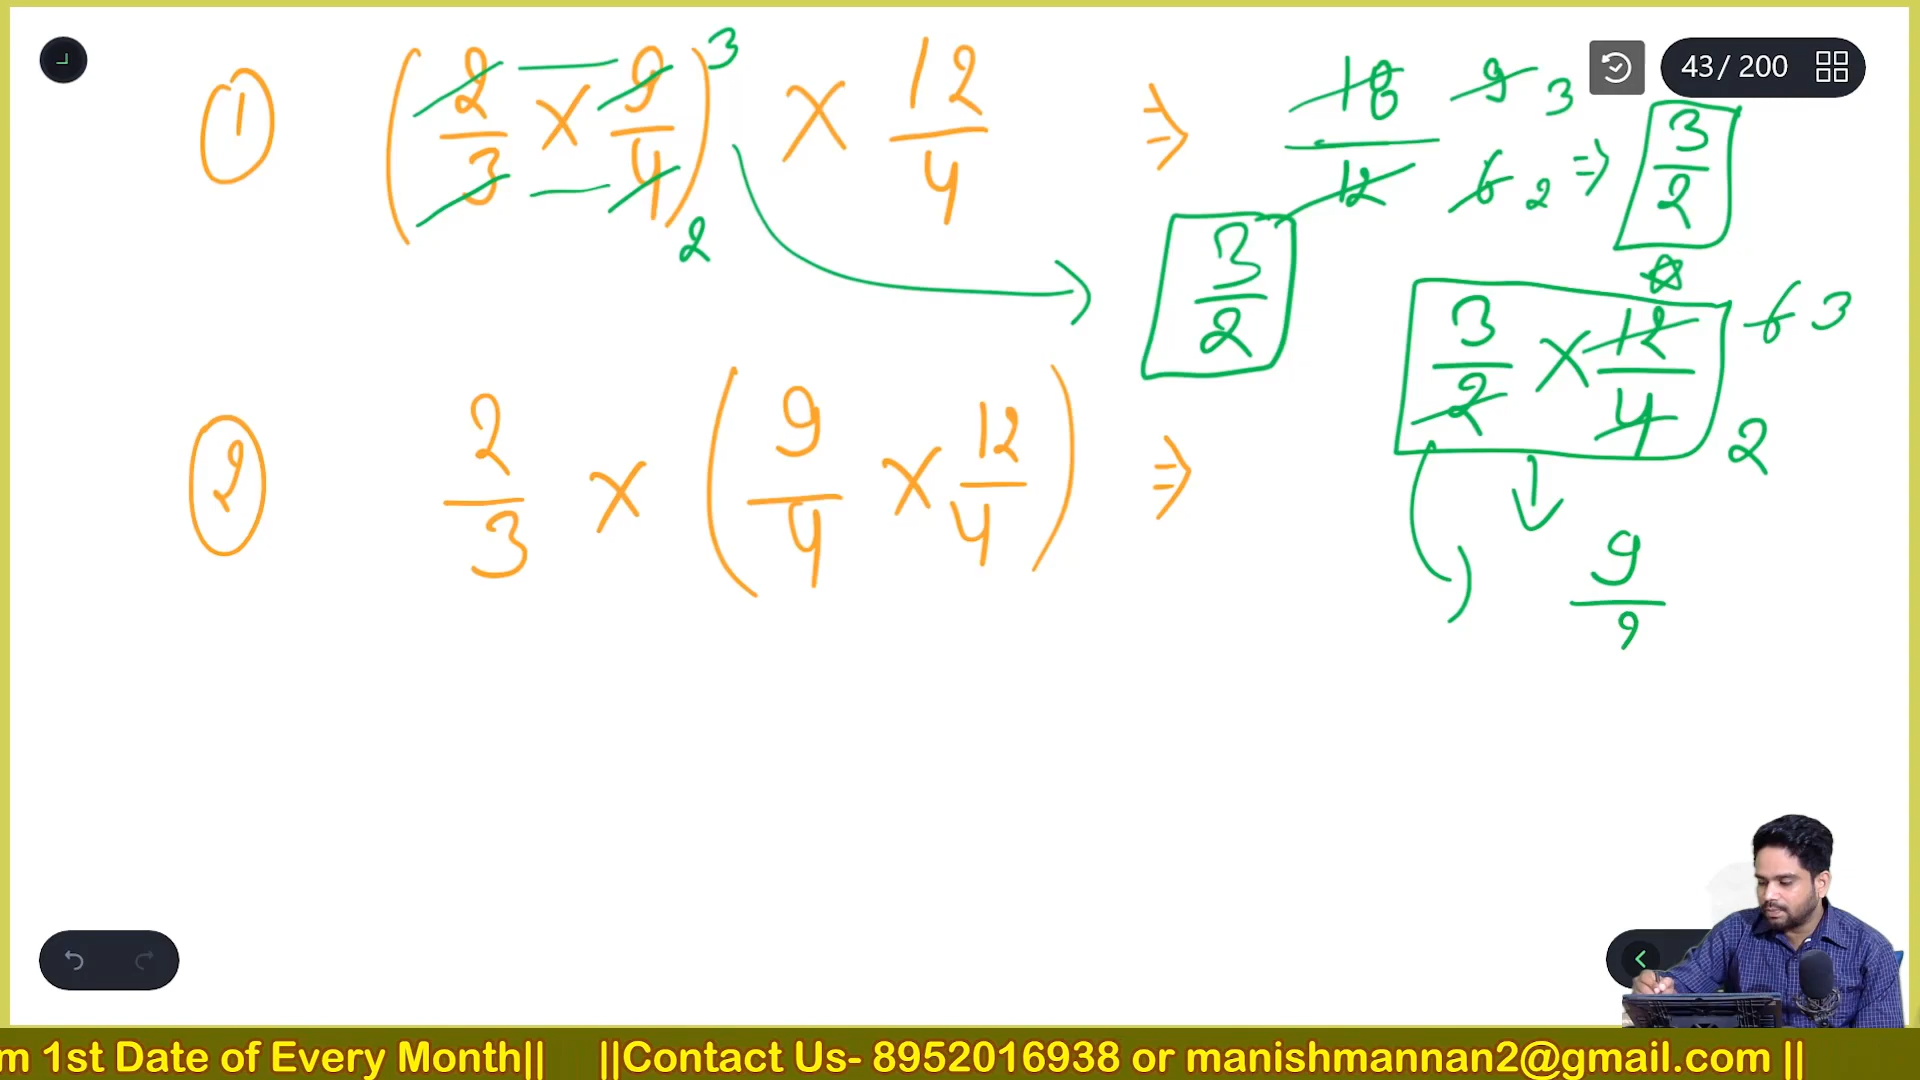 43 / 200
① (2/3 × 9/4) 3 2 × 12/4 ⇒ 18/12 9/6 3/2 ⇒ 3/2
3/2
3/2 × 12/4 6 3 2
② 2/3 × (9/4 × 12/4) ⇒
9/2
m 1st Date of Every Month|| ||Contact Us- 8952016938 or manishmannan2@gmail.com ||